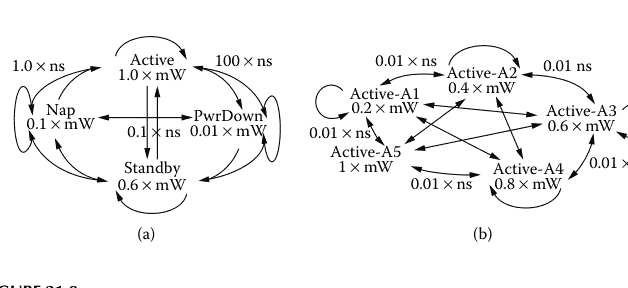 Active
1.0 × mW
1.0 × ns
100 × ns
Nap
0.1 × mW
PwrDown
0.01 × mW
0.1 × ns
Standby
0.6 × mW
(a)
0.01 × ns
Active-A2
0.4 × mW
0.01 ns
Active-A1
0.2 × mW
Active-A3
0.6 × mW
0.01 × ns
Active-A5
1 × mW
Active-A4
0.8 × mW
0.01 × ns
0.01 ×
(b)